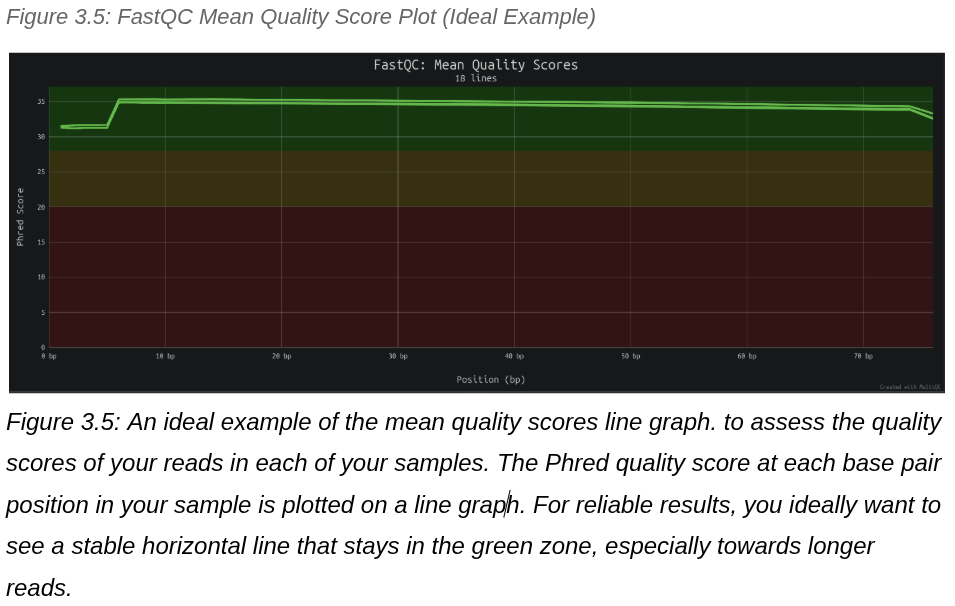 Figure 3.5: FastQC Mean Quality Score Plot (Ideal Example)
FastQC: Mean Quality Scores
18 lines
35
30
25
20
15
10
5
0
Phred Score
0 bp
10 bp
20 bp
30 bp
40 bp
50 bp
60 bp
70 bp
Position (bp)
Created with MultiQC
Figure 3.5: An ideal example of the mean quality scores line graph. to assess the quality
scores of your reads in each of your samples. The Phred quality score at each base pair
position in your sample is plotted on a line graph. For reliable results, you ideally want to
see a stable horizontal line that stays in the green zone, especially towards longer
reads.